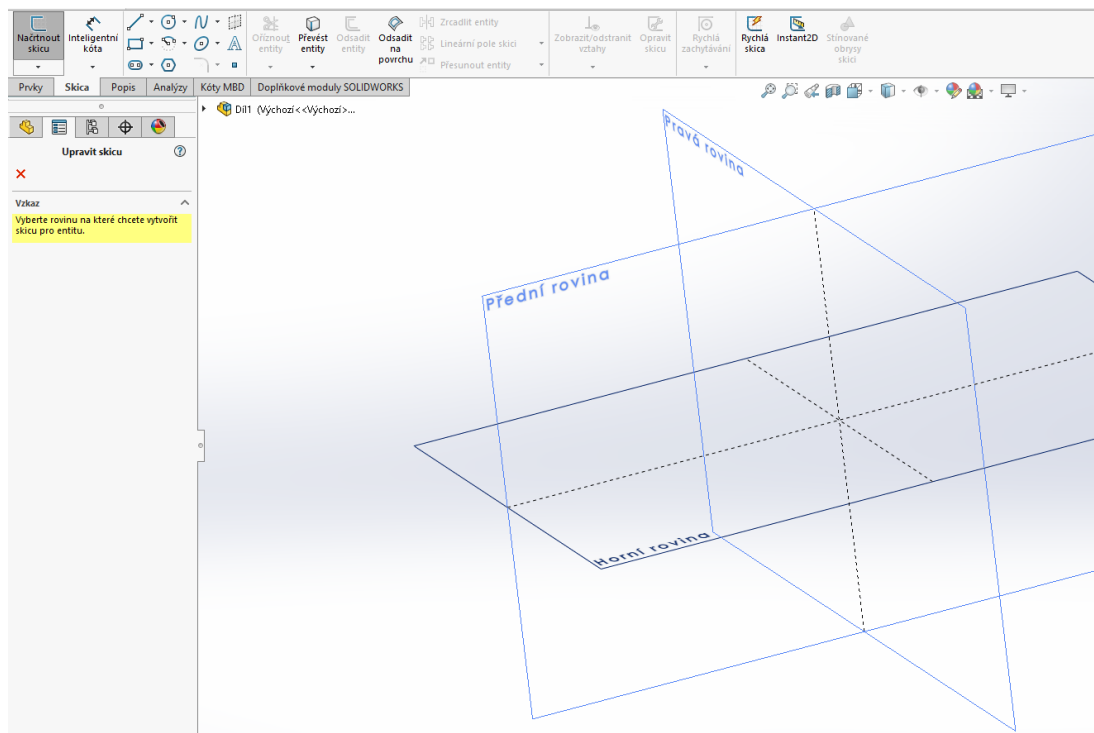 Načrtnout skicu
Inteligentní kóta
Oříznout entity
Převést entity
Odsadit entity
Odsadit na povrchu
Zrcadlit entity
Lineární pole skici
Přesunout entity
Zobrazit/odstranit vztahy
Opravit skicu
Rychlá zachytávání
Rychlá skica
Instant2D
Stínované obrysy skici
Prvky
Skica
Popis
Analýzy
Kóty MBD
Doplňkové moduly SOLIDWORKS
Díl1 (Výchozí<<Výchozí>...
Upravit skicu
Vzkaz
Vyberte rovinu na které chcete vytvořit
skicu pro entitu.
Pravá rovina
Přední rovina
Horní rovina